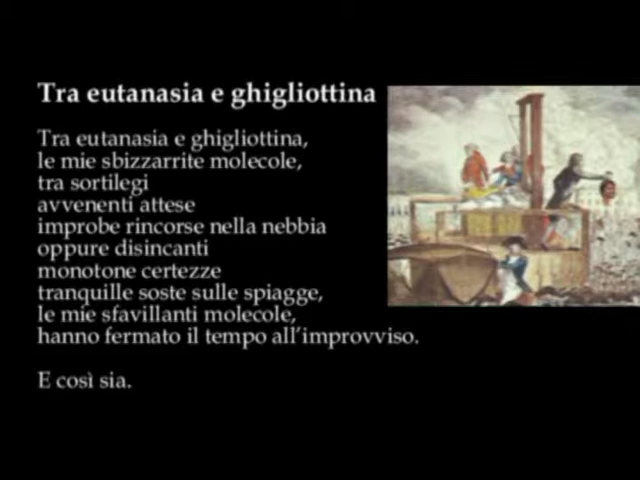 Tra eutanasia e ghigliottina
Tra eutanasia e ghigliottina,
le mie sbizzarrite molecole,
tra sortilegi
avvenenti attese
improbe rincorse nella nebbia
oppure disincanti
monotone certezze
tranquille soste sulle spiagge,
le mie sfavillanti molecole,
hanno fermato il tempo all'improvviso.
E così sia.